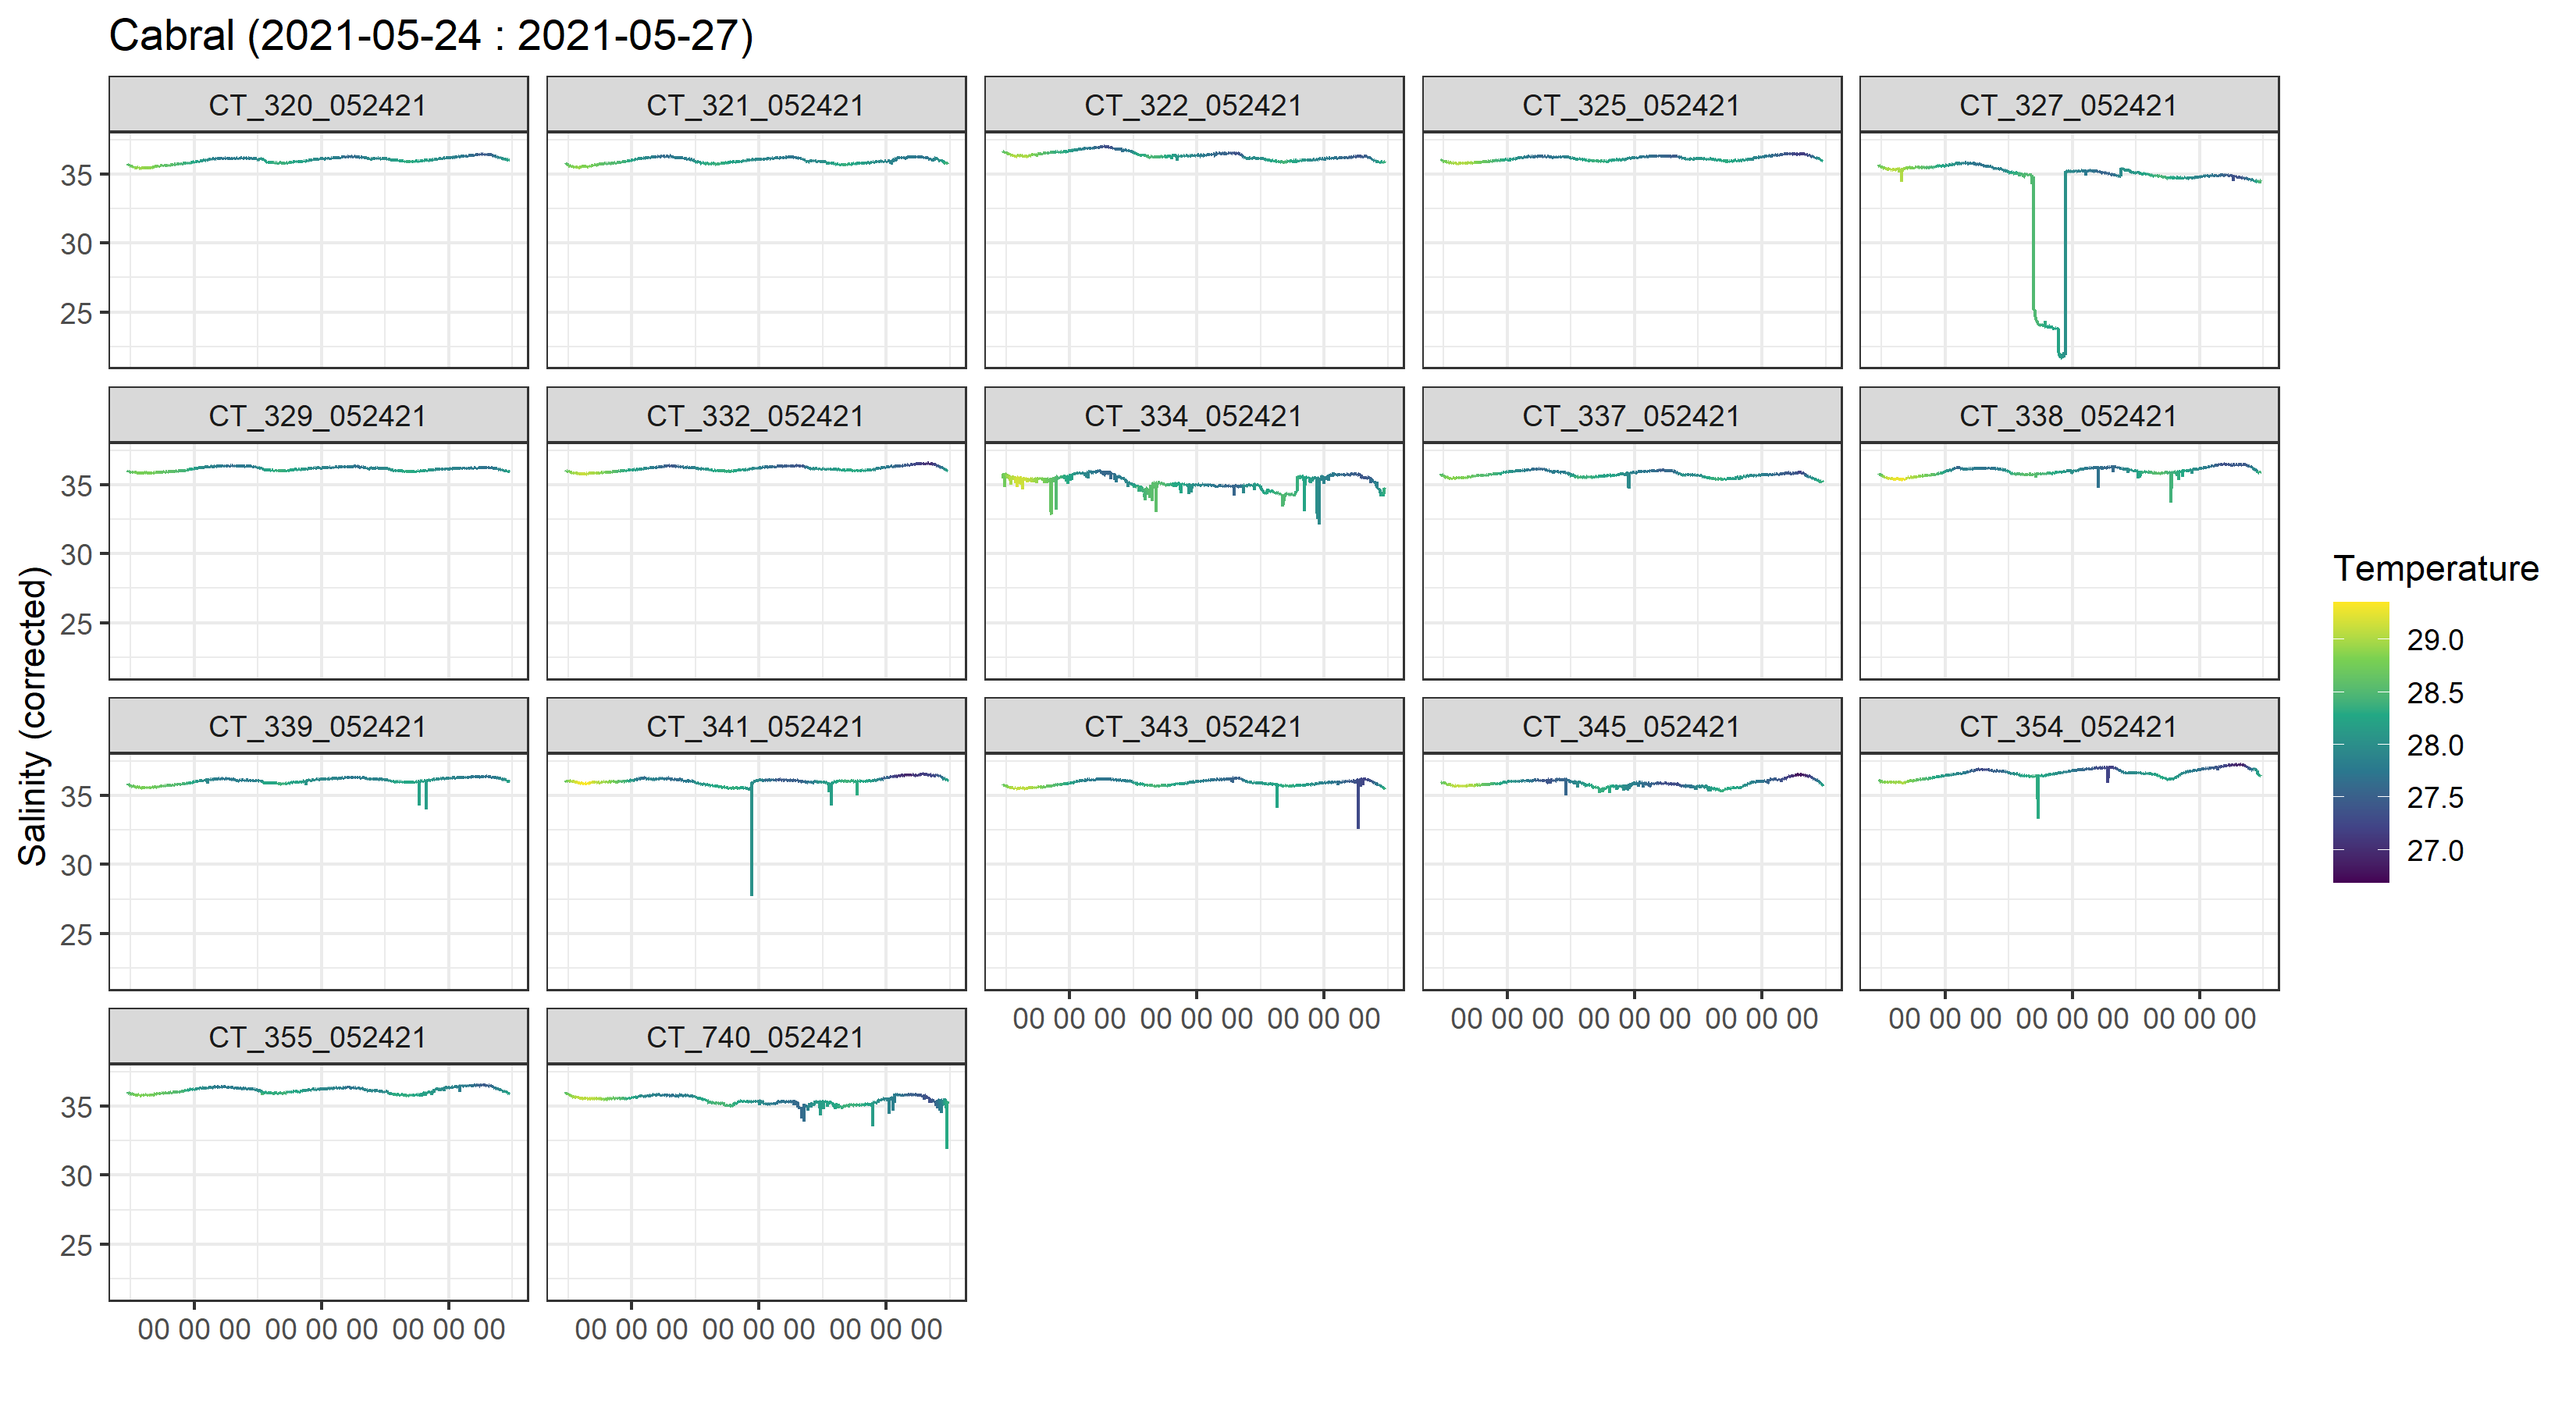 Cabral (2021-05-24 : 2021-05-27)
CT_320_052421 CT_321_052421 CT_322_052421 CT_325_052421 CT_327_052421
35
30
25
CT_329_052421 CT_332_052421 CT_334_052421 CT_337_052421 CT_338_052421
35
30
25
Salinity (corrected)
Temperature
29.0
28.5
28.0
27.5
27.0
CT_339_052421 CT_341_052421 CT_343_052421 CT_345_052421 CT_354_052421
35
30
25
00 00 00 00 00 00 00 00 00 00 00 00 00 00 00 00 00 00 00 00 00 00 00 00 00 00 00
CT_355_052421 CT_740_052421
35
30
25
00 00 00 00 00 00 00 00 00 00 00 00 00 00 00 00 00 00